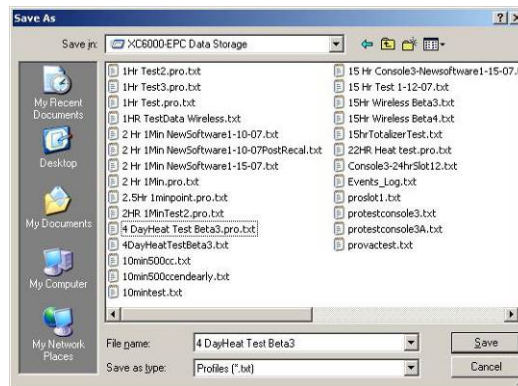 Save As
Save in:
XC6000-EPC Data Storage
My Recent
Documents
Desktop
My Documents
My Computer
My Network
Places
1Hr Test2.pro.txt
1Hr Test3.pro.txt
1Hr Test.pro.txt
1HR TestData Wireless.txt
2 Hr 1Min NewSoftware1-10-07.txt
2 Hr 1Min NewSoftware1-10-07PostRecal.txt
2 Hr 1Min NewSoftware1-15-07.txt
2 Hr 1Min.pro.txt
2.5Hr 1minpoint.pro.txt
2HR 1MinTest2.pro.txt
4 DayHeat Test Beta3.pro.txt
4DayHeatTestBeta3.txt
10min500cc.txt
10min500ccendearly.txt
10mintest.txt
15 Hr Console3-Newsoftware1-15-07.
15 Hr Test 1-12-07.txt
15Hr Wireless Beta3.txt
15Hr Wireless Beta4.txt
15hrTotalizerTest.txt
22HR Heat test.pro.txt
Console3-24hrSlot12.txt
Events_Log.txt
proslot1.txt
protestconsole3.txt
protestconsole3A.txt
provactest.txt
File name:
4 DayHeat Test Beta3
Save
Save as type:
Profiles (*.txt)
Cancel